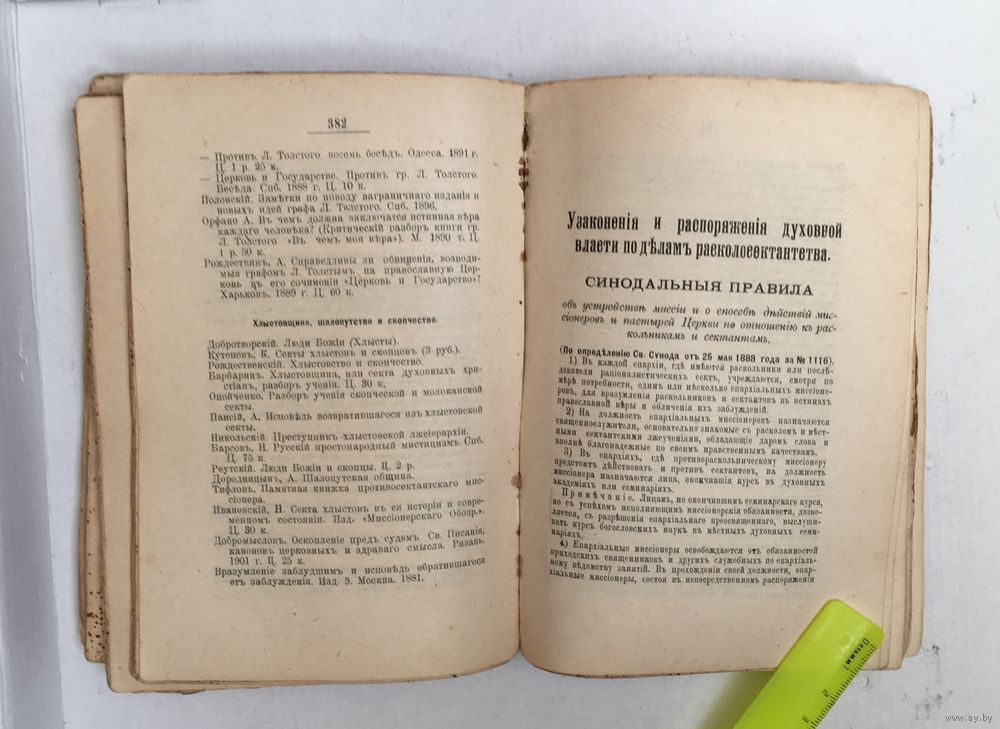 382
— Противъ Л. Толстого восемь бесѣдъ. Одесса. 1891 г.
Ц. 1 р. 25 к.
— Церковь и Государство. Противъ гр. Л. Толстого.
Бесѣда. Спб. 1888 г. Ц. 10 к.
Полонскій. Замѣтки по поводу заграничнаго изданія и
новыхъ идей графа Л. Толстого. Спб. 1896.
Орфано А. Въ чемъ должна заключатся истинная вѣра
каждаго человѣка? (Критическій разборъ книги гр.
Л. Толстого «Въ чемъ моя вѣра»). М. 1890 г. Ц.
1 р. 50 к.
Рождествинъ, А. Справедливы ли обвиненія, возводи-
мыя графомъ Л. Толстымъ на православную Цер-
ковь въ его сочиненіи «Церковь и Государство»?
Харьковъ. 1889 г. Ц. 60 к.
Хлыстовщина, шалопутство и скопчество.
Добротворскій. Люди Божіи (Хлысты).
Кутеповъ, К. Секты хлыстовъ и скопцовъ (3 руб.).
Рождественскій. Хлыстовство и скопчество.
Барбаринъ. Хлыстовщина, или секта духовныхъ хри-
стіанъ, разборъ ученія. Ц. 30 к.
Опойченко. Разборъ ученія скопческой и молоканской
секты.
Паисій, А. Исповѣдь возвратившагося изъ хлыстовской
секты.
Никольскій. Преступникъ хлыстовской лжеіерархіи.
Барсовъ, Н. Русскій простонародный мистицизмъ. Спб.
Ц. 75 к.
Реутскій. Люди Божіи и скопцы. Ц. 2 р.
Дородницынъ, А. Шалопутская община.
Тифловъ. Памятная книжка противосектантскаго мис-
сіонера.
Ивановскій, Н. Секта хлыстовъ въ ея исторіи и совре-
менномъ состояніи. Изд. «Миссіонерскаго Обозр.».
Ц. 30 к.
Добромысловъ. Оскопленіе предъ судомъ Св. Писанія,
каноновъ церковныхъ и здраваго смысла. Рязань.
1901 г. Ц. 25 к.
Вразумленіе заблудшимъ и исповѣдь обратившагося
отъ заблужденія. Изд. 3. Москва. 1881.
Узаконенія и распоряженія духовной
власти по дѣламъ расколосектантства.
СИНОДАЛЬНЫЯ ПРАВИЛА
объ устройствѣ миссіи и о способѣ дѣйствій мис-
сіонеровъ и пастырей Церкви по отношенію къ рас-
кольникамъ и сектантамъ.
(По опредѣленію Св. Синода отъ 25 мая 1888 года за № 1116).
1) Въ каждой епархіи, гдѣ имѣются раскольники или послѣ-
дователи раціоналистическихъ сектъ, учреждаются, смотря по
мѣрѣ потребности, одинъ или нѣсколько епархіальныхъ миссіоне-
ровъ, для вразумленія раскольниковъ и сектантовъ въ истинахъ
православной вѣры и обличенія ихъ заблужденій.
2) На должность епархіальныхъ миссіонеровъ назначаются
священнослужители, основательно знакомые съ расколомъ и мѣст-
ными сектантскими лжеученіями, обладающіе даромъ слова и
вполнѣ благонадежные по своимъ нравственнымъ качествамъ.
3) Въ епархіяхъ, гдѣ противораскольническому миссіонеру
предстоитъ дѣйствовать и противъ сектантовъ, на должность
миссіонера назначаются лица, окончившія курсъ въ духовныхъ
академіяхъ или семинаріяхъ.
Примѣчаніе. Лицамъ, не окончившимъ семинарскаго курса,
но съ успѣхомъ исполняющимъ миссіонерскія обязанности, дозво-
ляется, съ разрѣшенія епархіальнаго преосвященнаго, выслуши-
вать курсъ богословскихъ наукъ въ мѣстныхъ духовныхъ семи-
наріяхъ.
4) Епархіальные миссіонеры освобождаются отъ обязанностей
приходскихъ священниковъ и другихъ служебныхъ по епархіаль-
ному вѣдомству занятій. Въ прохожденіи своей должности, епар-
хіальные миссіонеры, состоя въ непосредственномъ распоряженіи
0
1
2
3
www.ay.by